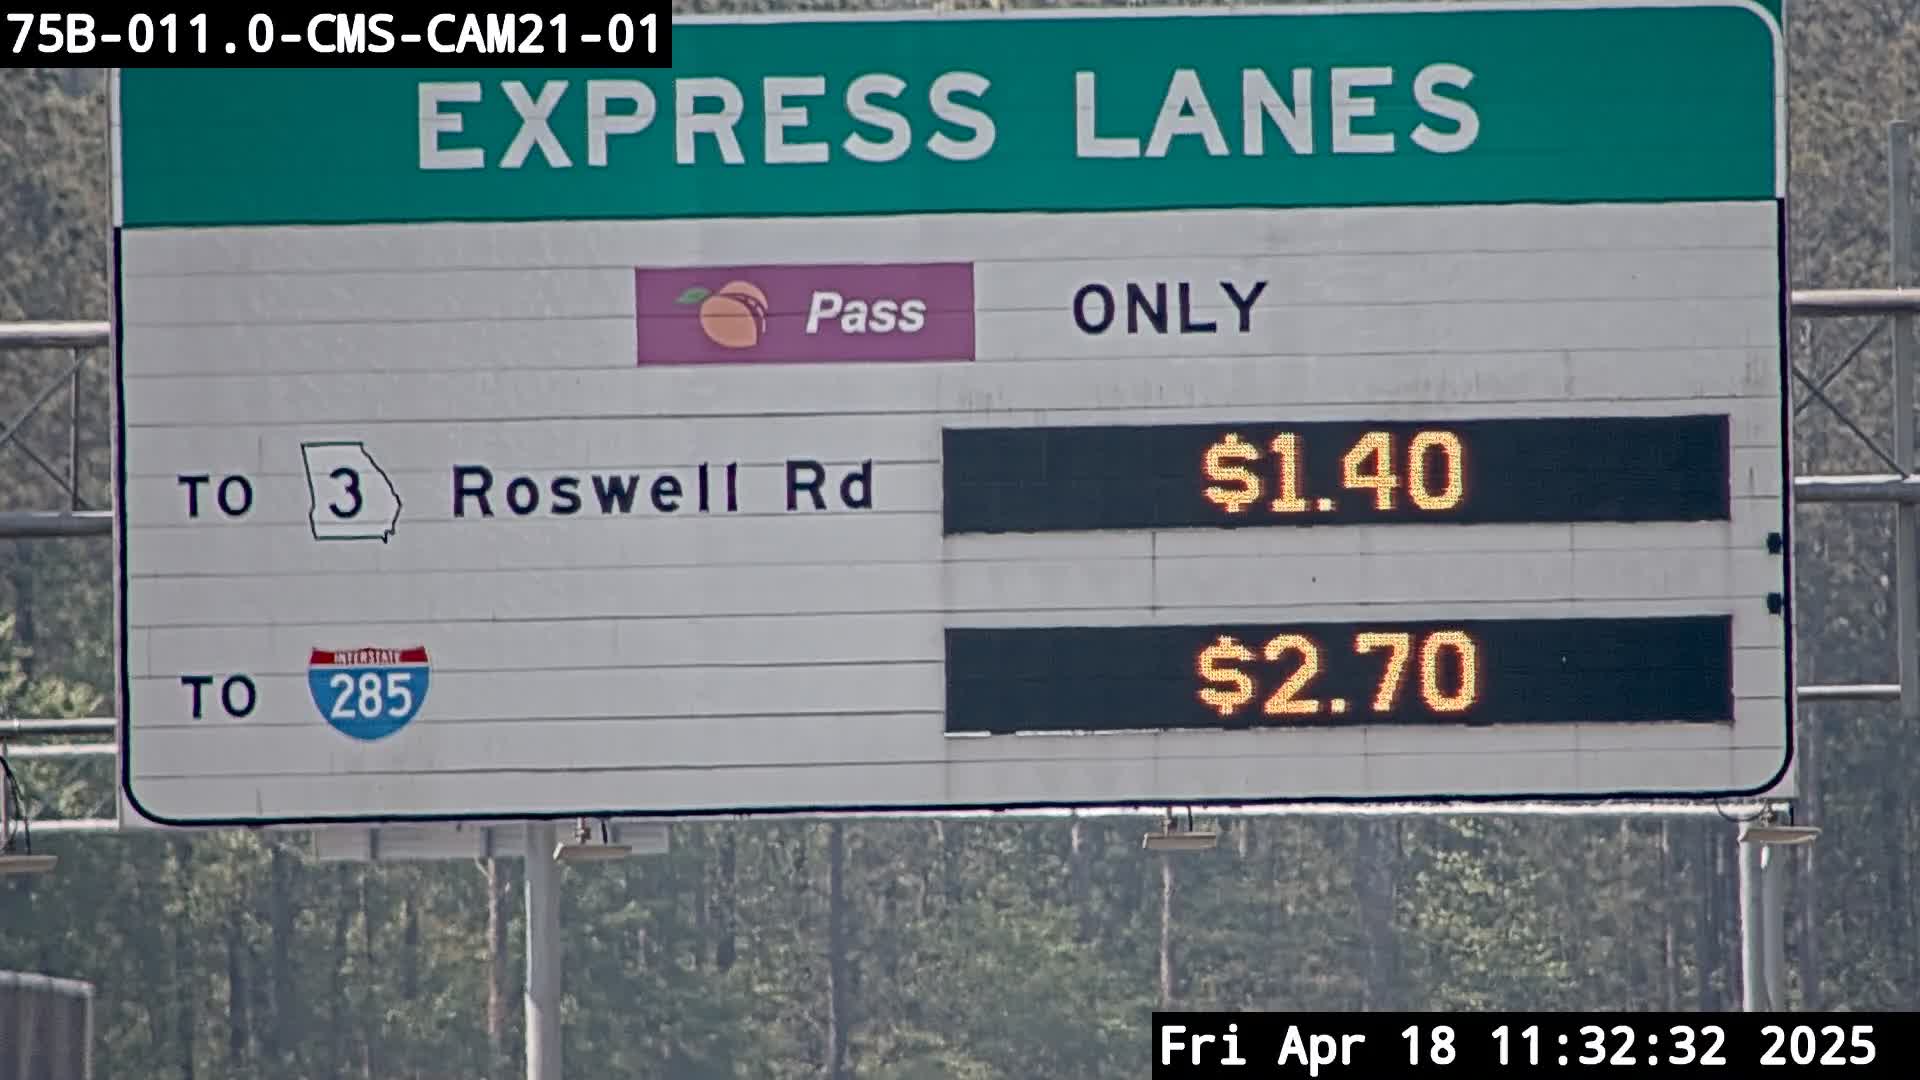 75B-011.0-CMS-CAM21-01
EXPRESS LANES
Pass ONLY
TO 3 Roswell Rd $1.40
INTERSTATE
TO 285 $2.70
Fri Apr 18 11:32:32 2025